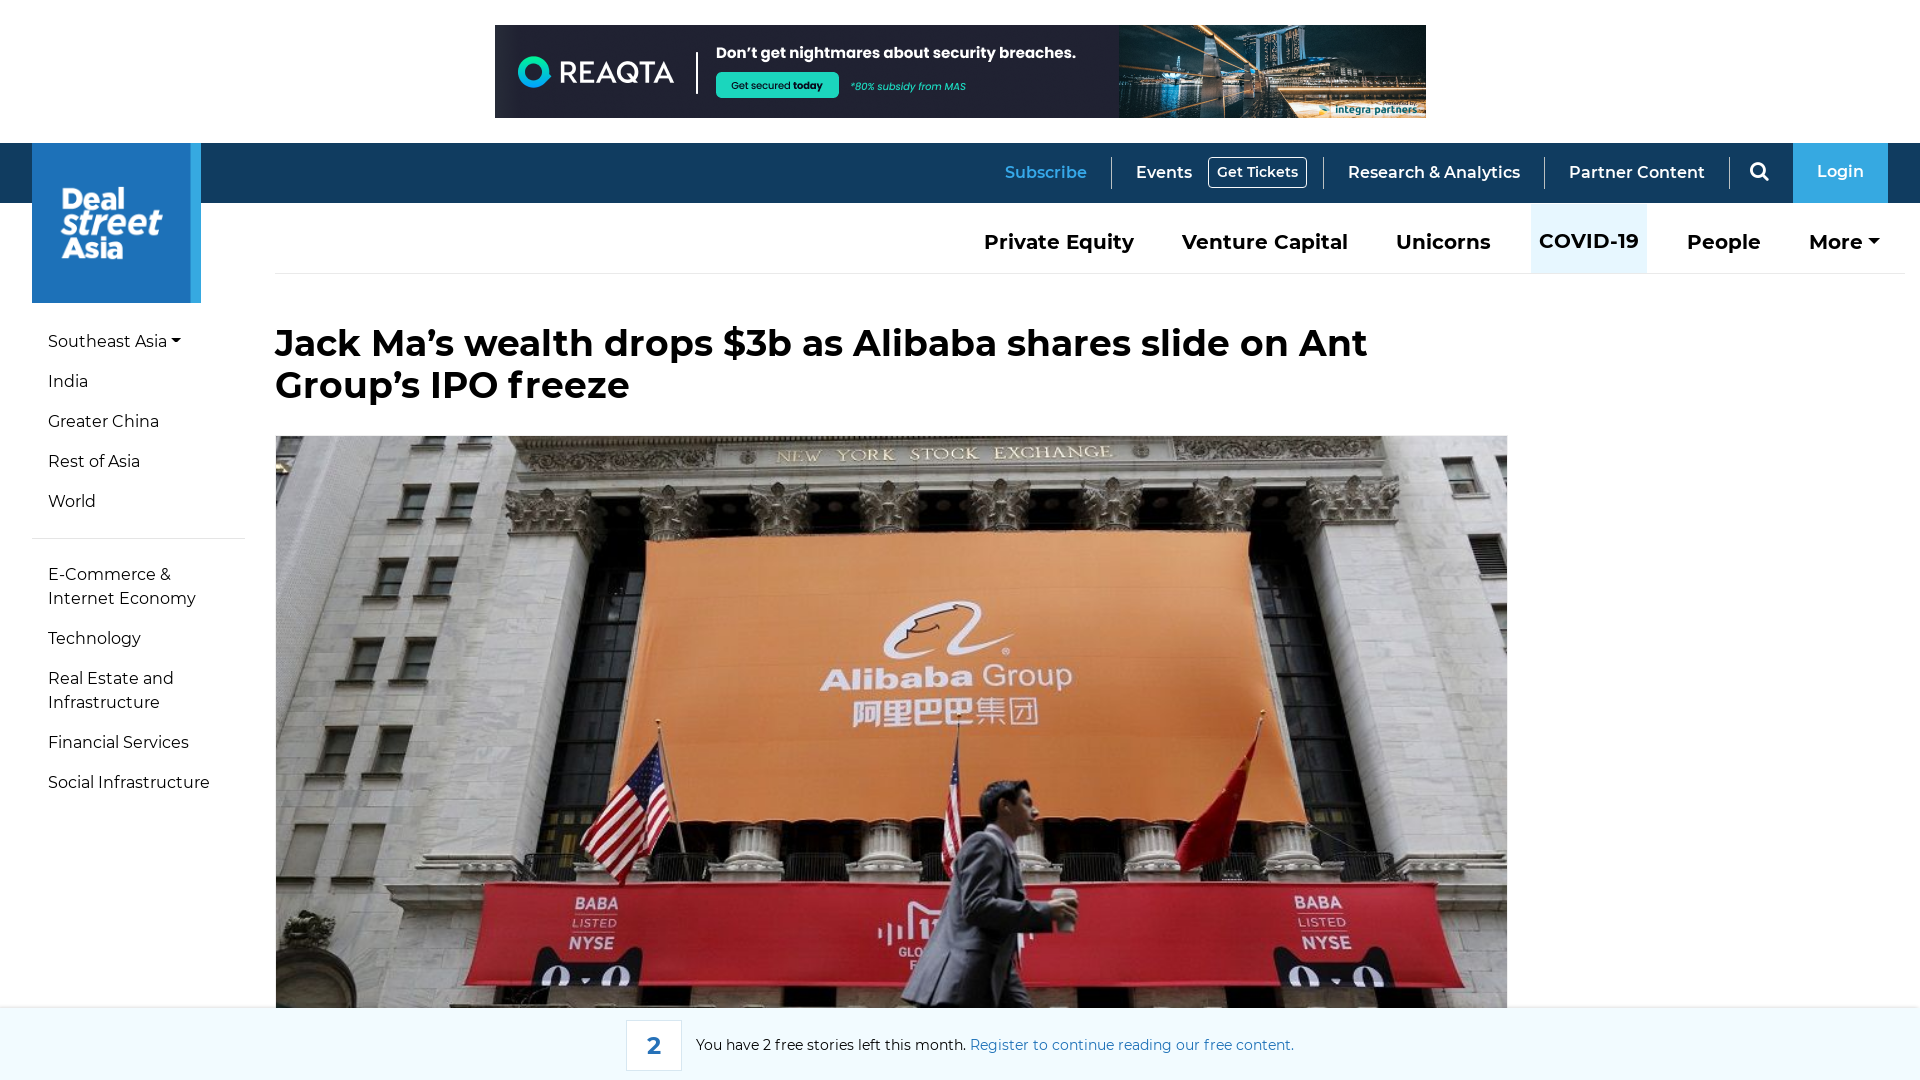 REAQTA
Don't get nightmares about security breaches.
Get secured today
*80% subsidy from MAS
integra partners
Subscribe
Events
Get Tickets
Research & Analytics
Partner Content
Login
Deal
street
Asia
Private Equity
Venture Capital
Unicorns
COVID-19
People
More
Southeast Asia
India
Greater China
Rest of Asia
World
E-Commerce &
Internet Economy
Technology
Real Estate and
Infrastructure
Financial Services
Social Infrastructure
Jack Ma’s wealth drops $3b as Alibaba shares slide on Ant
Group’s IPO freeze
NEW YORK STOCK EXCHANGE
Alibaba Group
阿里巴巴集团
BABA
LISTED
NYSE
BABA
LISTED
NYSE
2
You have 2 free stories left this month. Register to continue reading our free content.